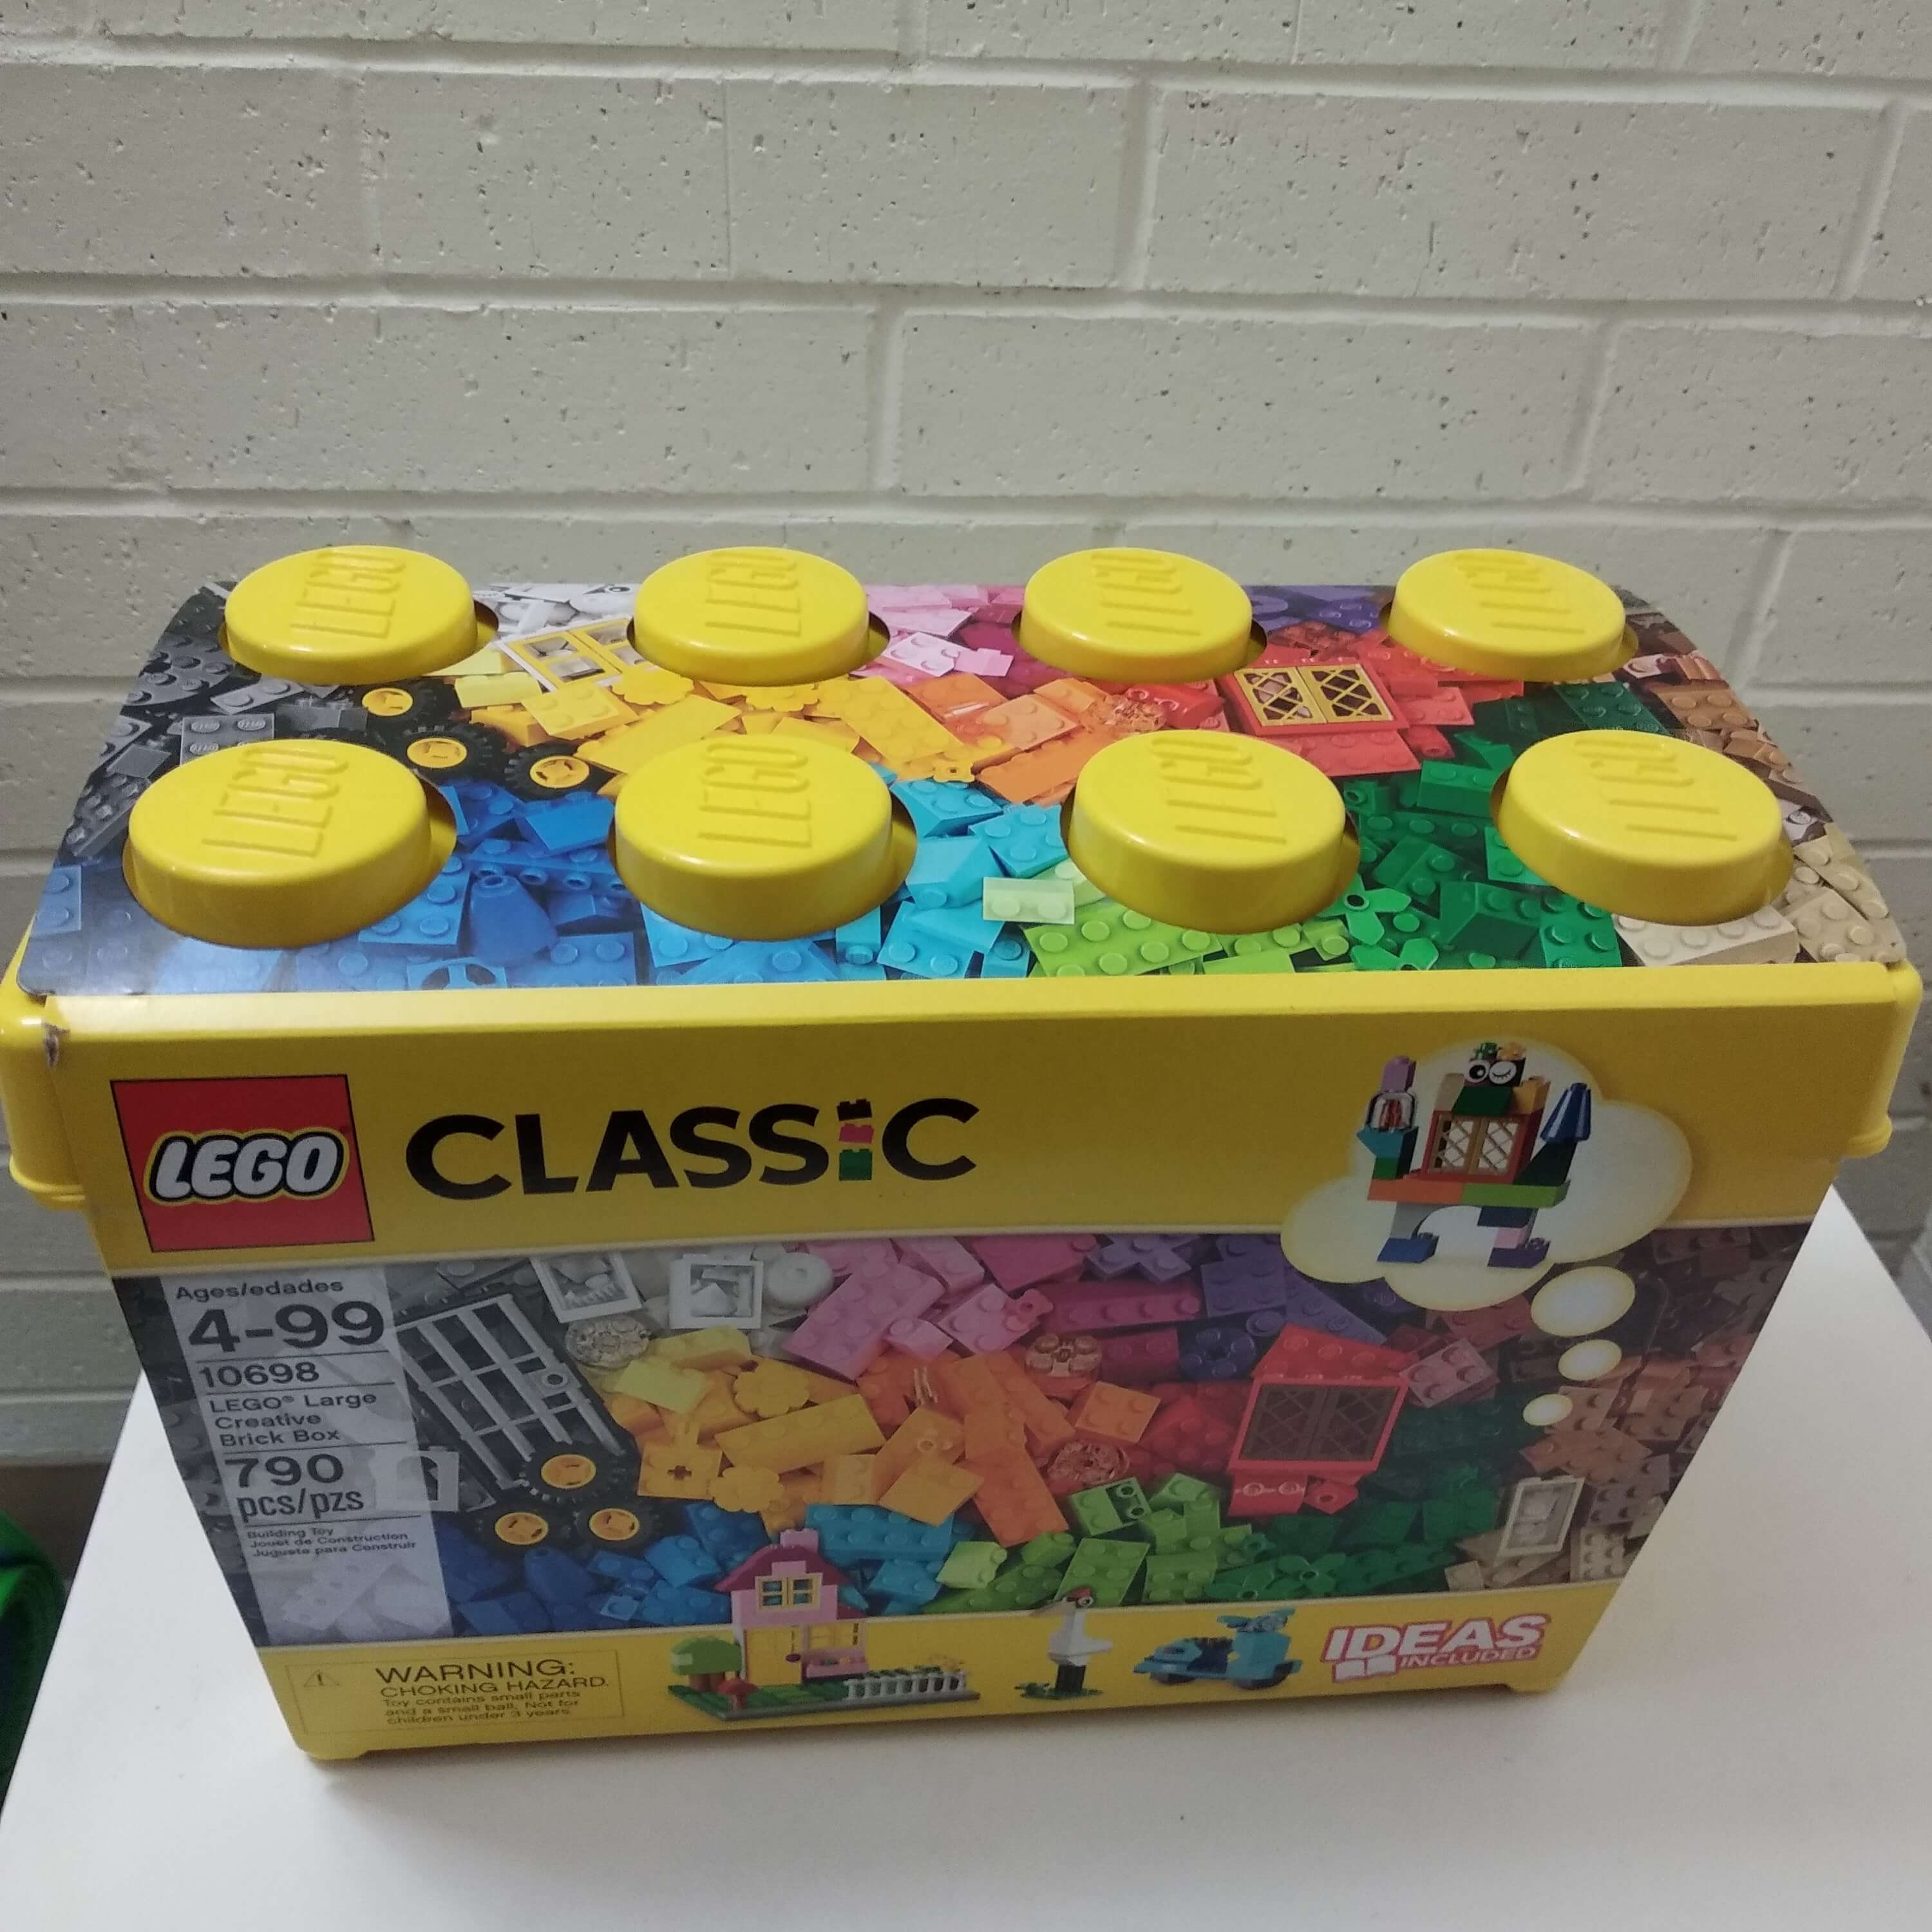 LEGO LEGO LEGO LEGO
LEGO LEGO LEGO LEGO
LEGO CLASSIC
Ages/edades
4-99
10698
LEGO® Large
Creative
Brick Box
790
pcs/pzs
Building Toy
Jouet de Construction
Juguete para Construir
WARNING:
CHOKING HAZARD.
Toy contains small parts
and a small ball. Not for
children under 3 years.
IDEAS
INCLUDED